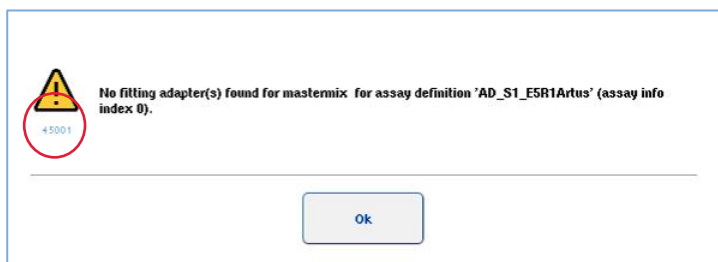 No fitting adapter(s) found for mastermix for assay definition 'AD_S1_E5R1Artus' (assay info
index 0).
45001
Ok